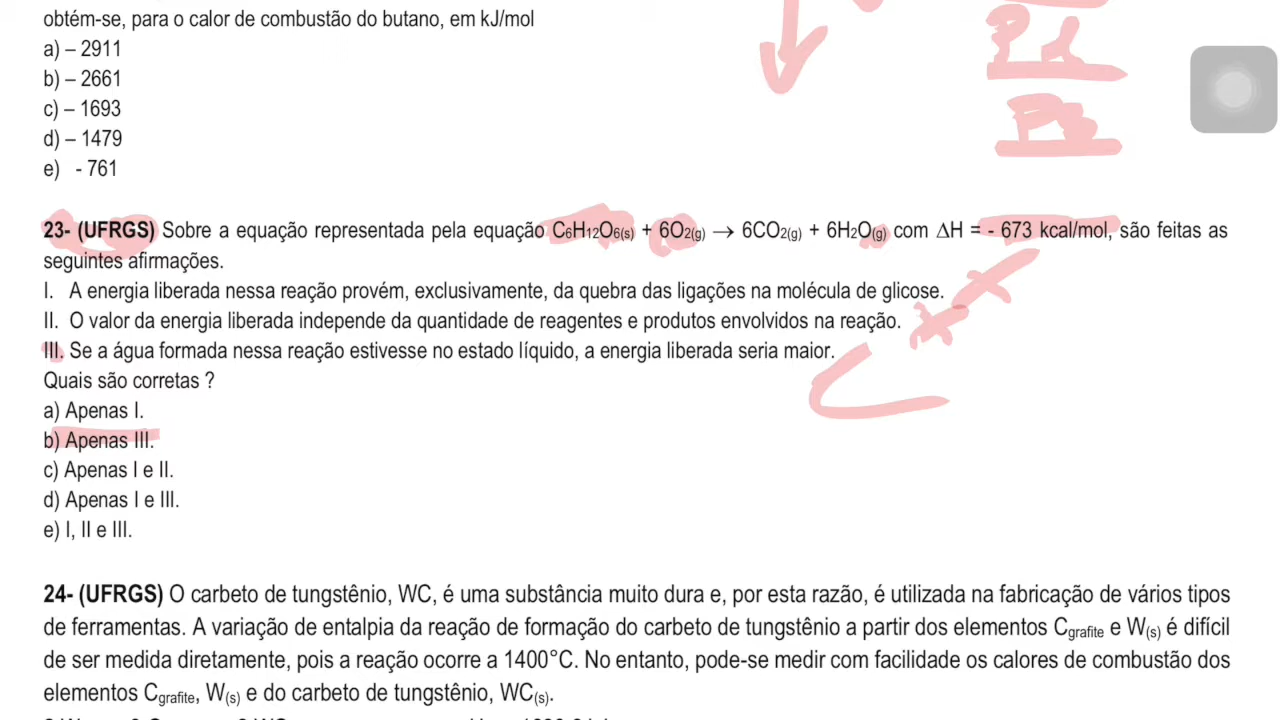 obtém-se, para o calor de combustão do butano, em kJ/mol
a) – 2911
b) – 2661
c) – 1693
d) – 1479
e) - 761
P2
23- (UFRGS) Sobre a equação representada pela equação C6H12O6(s) + 6O2(g) → 6CO2(g) + 6H2O(g) com ΔH = - 673 kcal/mol, são feitas as
seguintes afirmações.
I. A energia liberada nessa reação provém, exclusivamente, da quebra das ligações na molécula de glicose.
II. O valor da energia liberada independe da quantidade de reagentes e produtos envolvidos na reação.
III. Se a água formada nessa reação estivesse no estado líquido, a energia liberada seria maior.
Quais são corretas ?
a) Apenas I.
b) Apenas III.
c) Apenas I e II.
d) Apenas I e III.
e) I, II e III.
24- (UFRGS) O carbeto de tungstênio, WC, é uma substância muito dura e, por esta razão, é utilizada na fabricação de vários tipos
de ferramentas. A variação de entalpia da reação de formação do carbeto de tungstênio a partir dos elementos Cgrafite e W(s) é difícil
de ser medida diretamente, pois a reação ocorre a 1400°C. No entanto, pode-se medir com facilidade os calores de combustão dos
elementos Cgrafite, W(s) e do carbeto de tungstênio, WC(s).